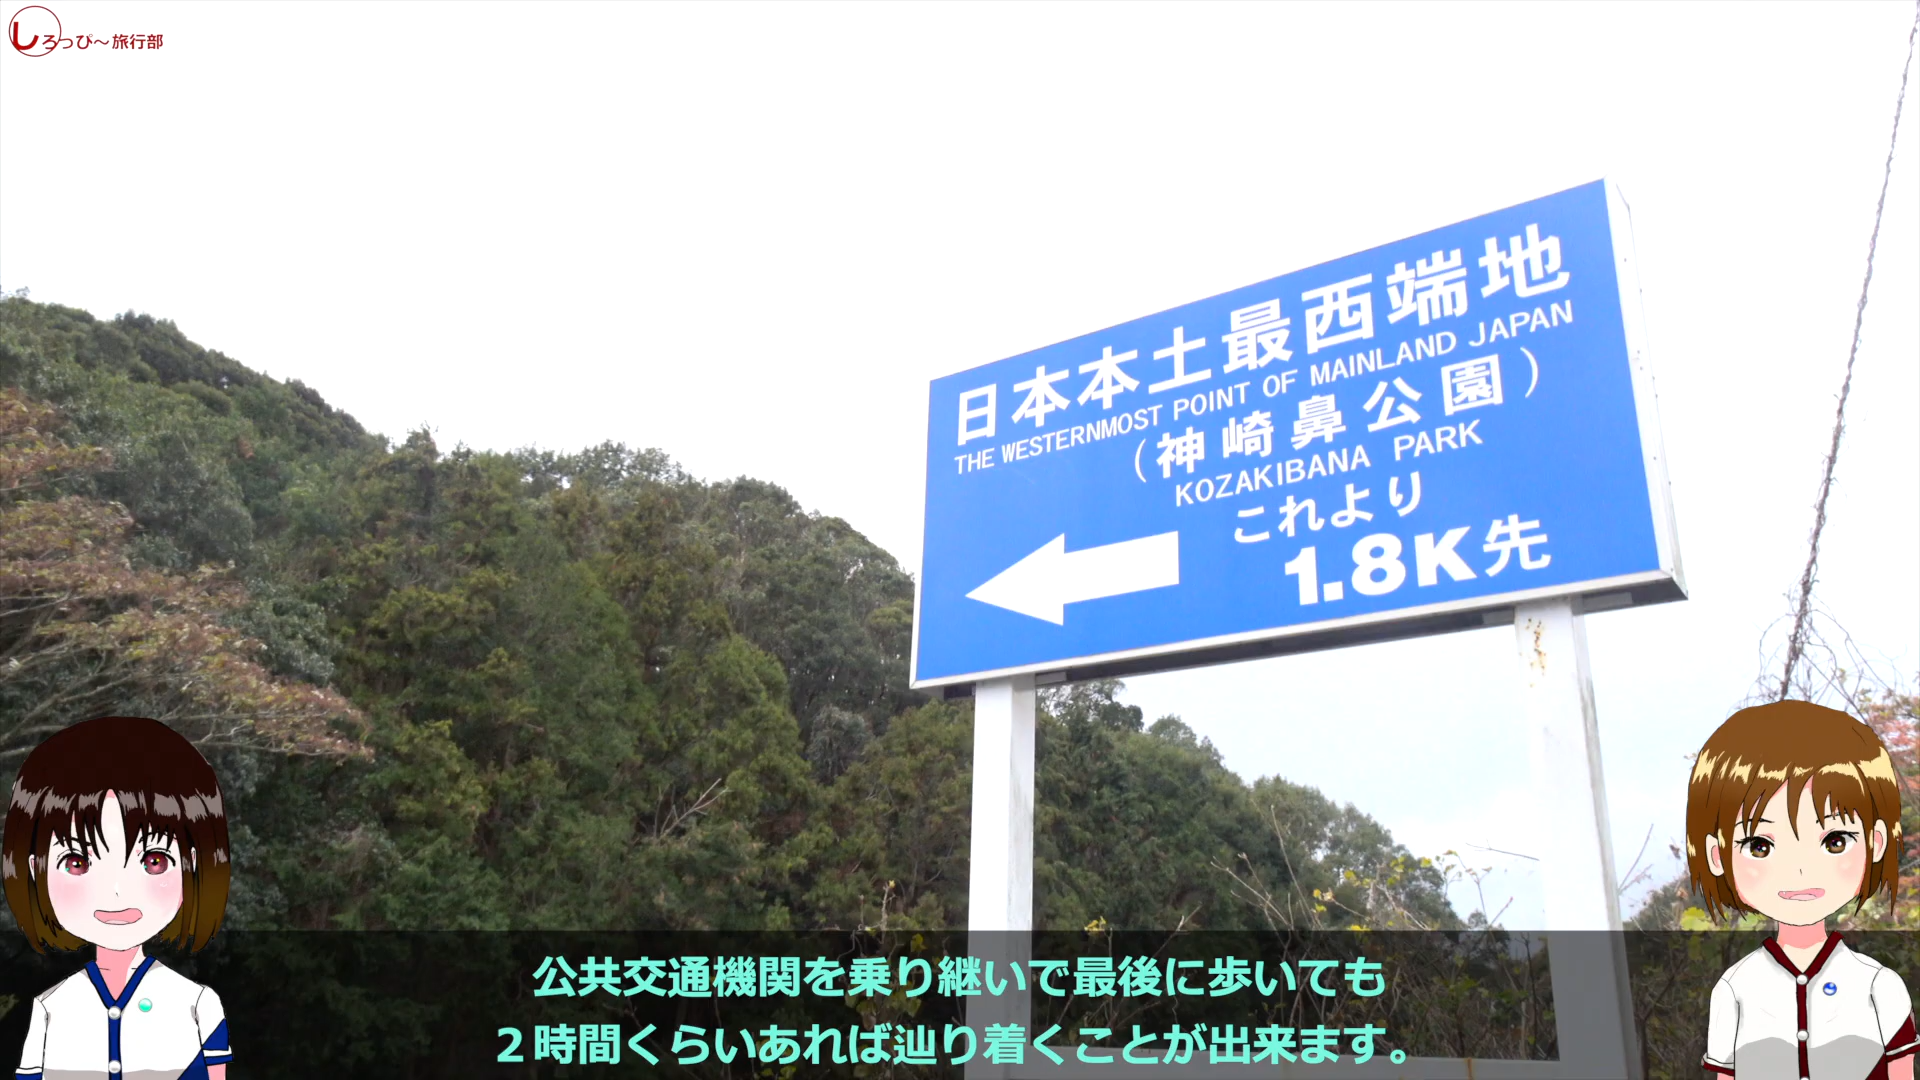 しろっぴ～旅行部
日本本土最西端地
THE WESTERNMOST POINT OF MAINLAND JAPAN
（神崎鼻公園）
KOZAKIBANA PARK
これより
1.8K先
公共交通機関を乗り継いで最後に歩いても
２時間くらいあれば辿り着くことが出来ます。